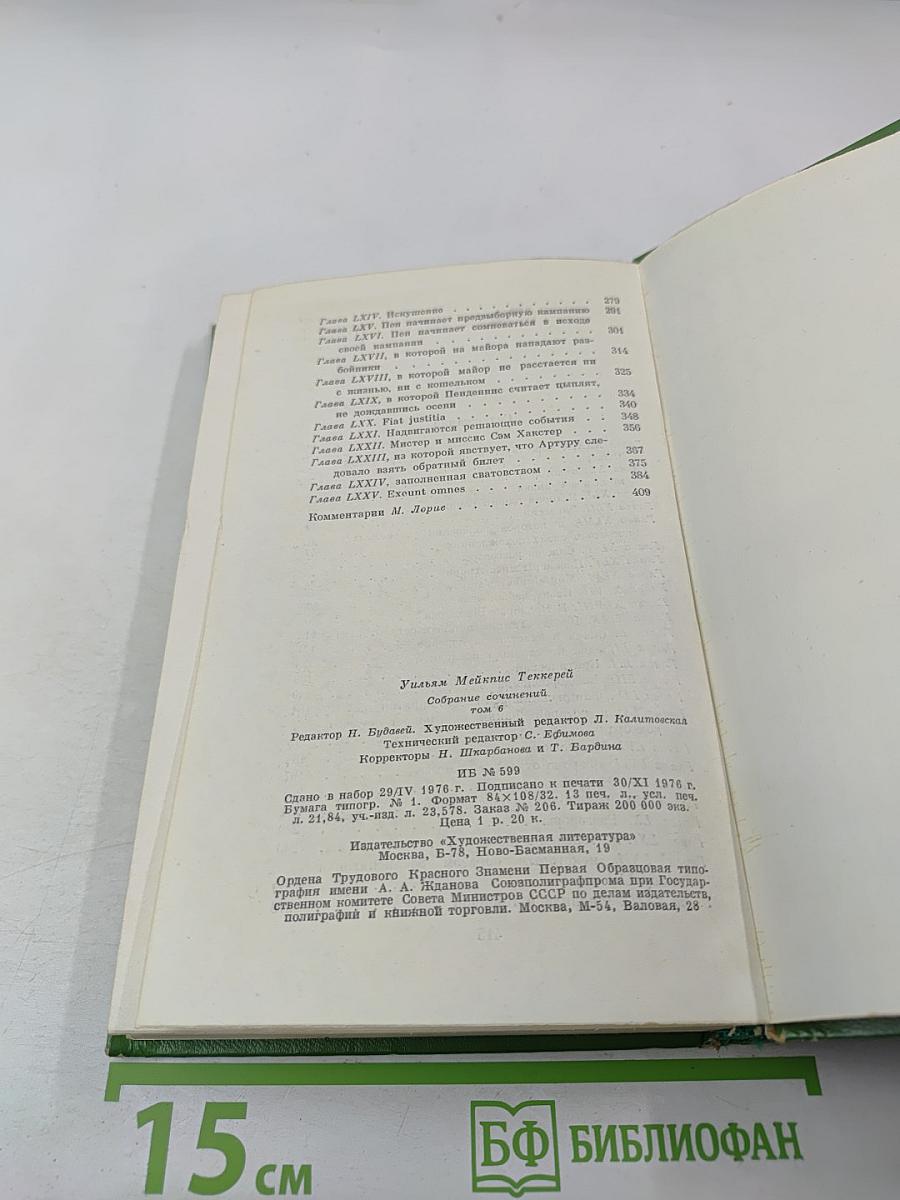 Глава LXIV. Искушение . . . . . . . . . . . 279
Глава LXV. Пен начинает предвыборную кампанию 291
Глава LXVI. Пен начинает сомневаться в исходе
своей кампании . . . . . . . . . . . . 301
Глава LXVII, в которой на майора нападают раз-
бойники . . . . . . . . . . . . . . . 314
Глава LXVIII, в которой майор не расстается ни
с жизнью, ни с кошельком . . . . . . . . 325
Глава LXIX, в которой Пенденнис считает цыплят,
не дождавшись осени . . . . . . . . . . 334
Глава LXX. Fiat justitia . . . . . . . . . . . 340
Глава LXXI. Надвигаются решающие события . . 348
Глава LXXII. Мистер и миссис Сэм Хакстер . . . 356
Глава LXXIII, из которой явствует, что Артуру сле-
довало взять обратный билет . . . . . . . 367
Глава LXXIV, заполненная сватовством . . . . . 375
Глава LXXV. Exeunt omnes . . . . . . . . . . 384
Комментарии М. Лорие . . . . . . . . . . . . 409
Уильям Мейкпис Теккерей
Собрание сочинений
том 6
Редактор Н. Будавей. Художественный редактор Л. Калитовская
Технический редактор С. Ефимова
Корректоры Н. Шкарбанова и Т. Бардина
ИБ № 599
Сдано в набор 29/IV 1976 г. Подписано к печати 30/XI 1976 г.
Бумага типогр. № 1. Формат 84×108/32. 13 печ. л., усл. печ.
л. 21,84, уч.-изд. л. 23,578. Заказ № 206. Тираж 200 000 экз.
Цена 1 р. 20 к.
Издательство «Художественная литература»
Москва, Б-78, Ново-Басманная, 19
Ордена Трудового Красного Знамени Первая Образцовая типо-
графия имени А. А. Жданова Союзполиграфпрома при Государ-
ственном комитете Совета Министров СССР по делам издательств,
полиграфии и книжной торговли. Москва, М-54, Валовая, 28
15 см
БФ БИБЛИОФАН